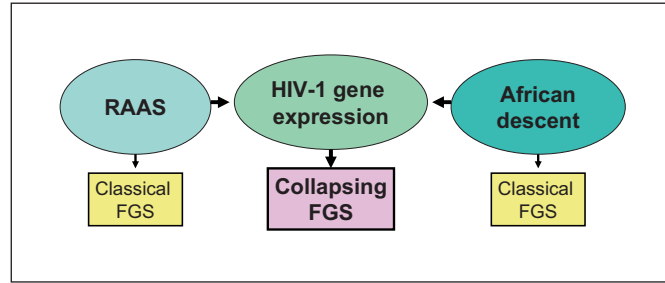 RAAS
HIV-1 gene
expression
African
descent
Classical
FGS
Collapsing
FGS
Classical
FGS